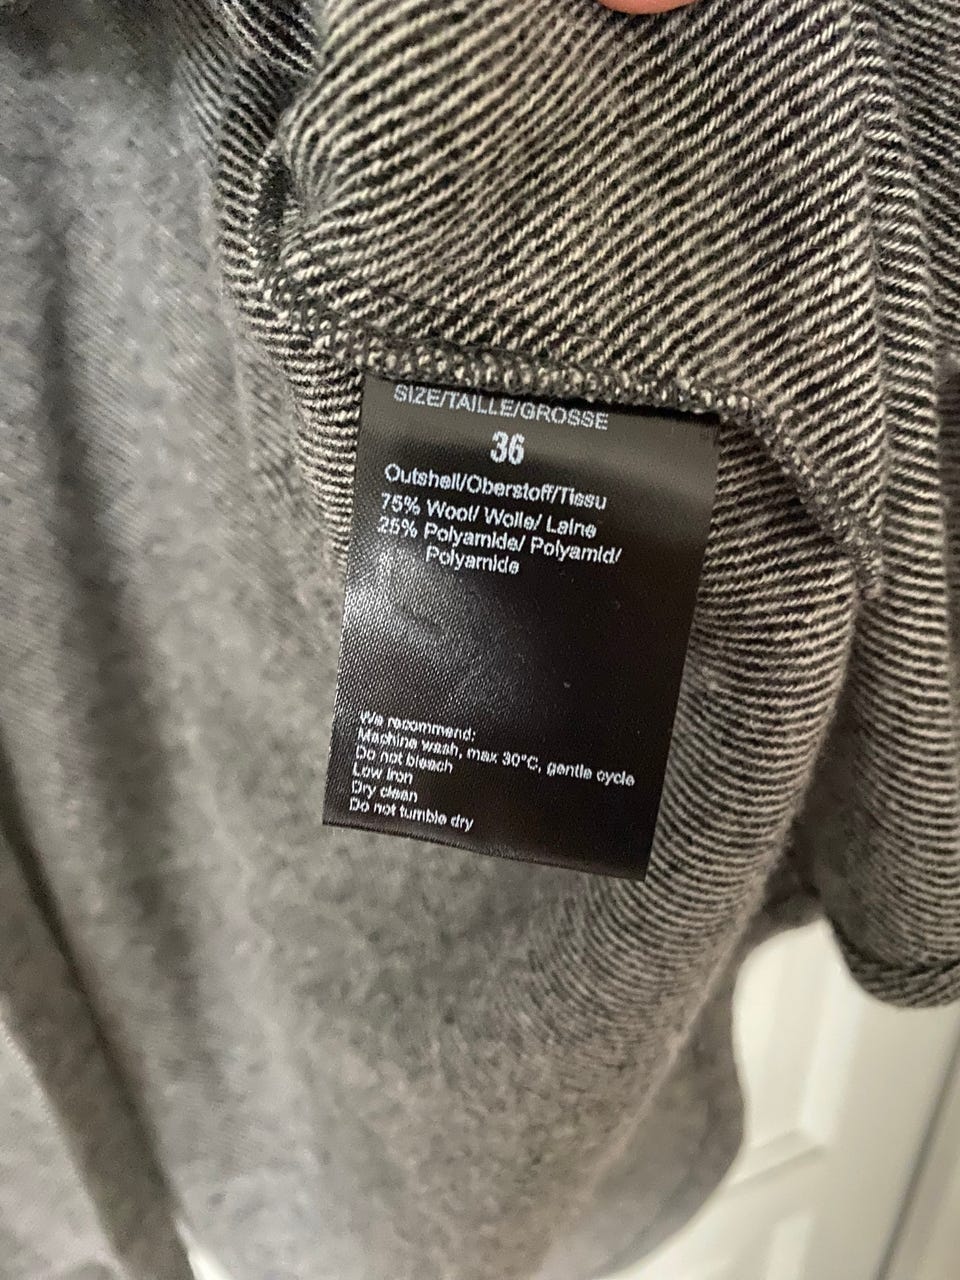 SIZE/TAILLE/GROSSE
36
Outshell/Oberstoff/Tissu
75% Wool/ Wolle/ Laine
25% Polyamide/ Polyamid/
Polyamide
We recommend:
Machine wash, max 30°C, gentle cycle
Do not bleach
Low iron
Dry clean
Do not tumble dry